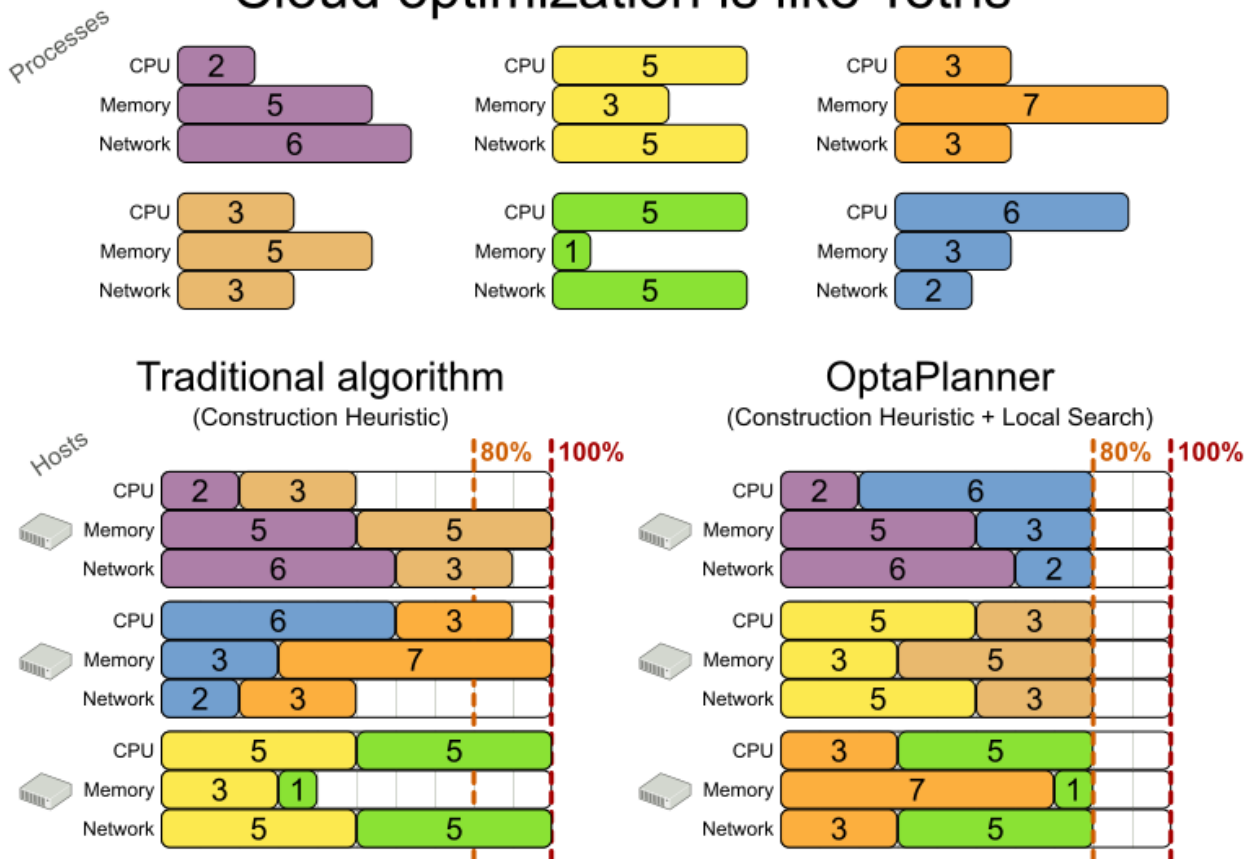 Cloud optimization is like Tetris
Processes
CPU 2
Memory 5
Network 6
CPU 5
Memory 3
Network 5
CPU 3
Memory 7
Network 3
CPU 3
Memory 5
Network 3
CPU 5
Memory 1
Network 5
CPU 6
Memory 3
Network 2
Traditional algorithm
(Construction Heuristic)
Hosts
80% 100%
CPU 2 3
Memory 5 5
Network 6 3
CPU 6 3
Memory 3 7
Network 2 3
CPU 5 5
Memory 3 1
Network 5 5
OptaPlanner
(Construction Heuristic + Local Search)
80% 100%
CPU 2 6
Memory 5 3
Network 6 2
CPU 5 3
Memory 3 5
Network 5 3
CPU 3 5
Memory 7 1
Network 3 5